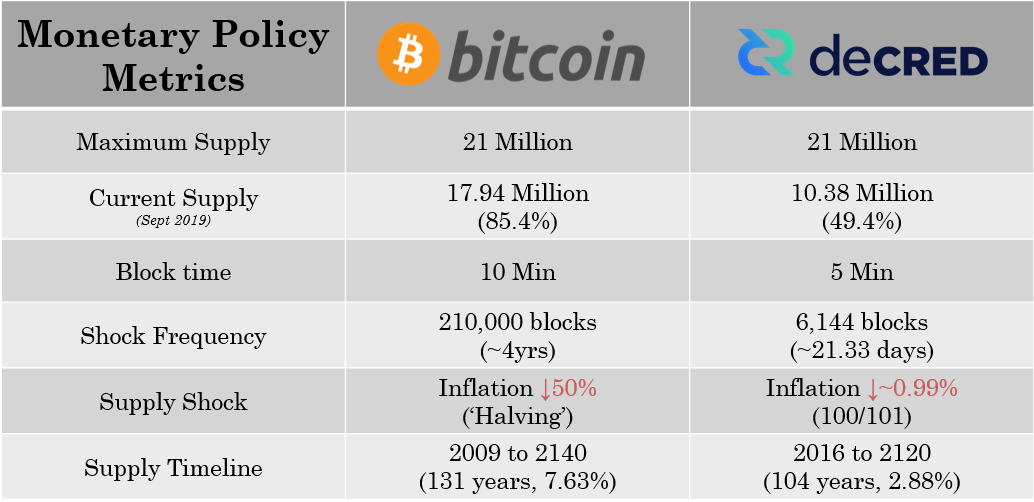 Monetary Policy
Metrics
bitcoin
decred
Maximum Supply
21 Million
21 Million
Current Supply
(Sept 2019)
17.94 Million
(85.4%)
10.38 Million
(49.4%)
Block time
10 Min
5 Min
Shock Frequency
210,000 blocks
(~4yrs)
6,144 blocks
(~21.33 days)
Supply Shock
Inflation ↓50%
(‘Halving’)
Inflation ↓~0.99%
(100/101)
Supply Timeline
2009 to 2140
(131 years, 7.63%)
2016 to 2120
(104 years, 2.88%)